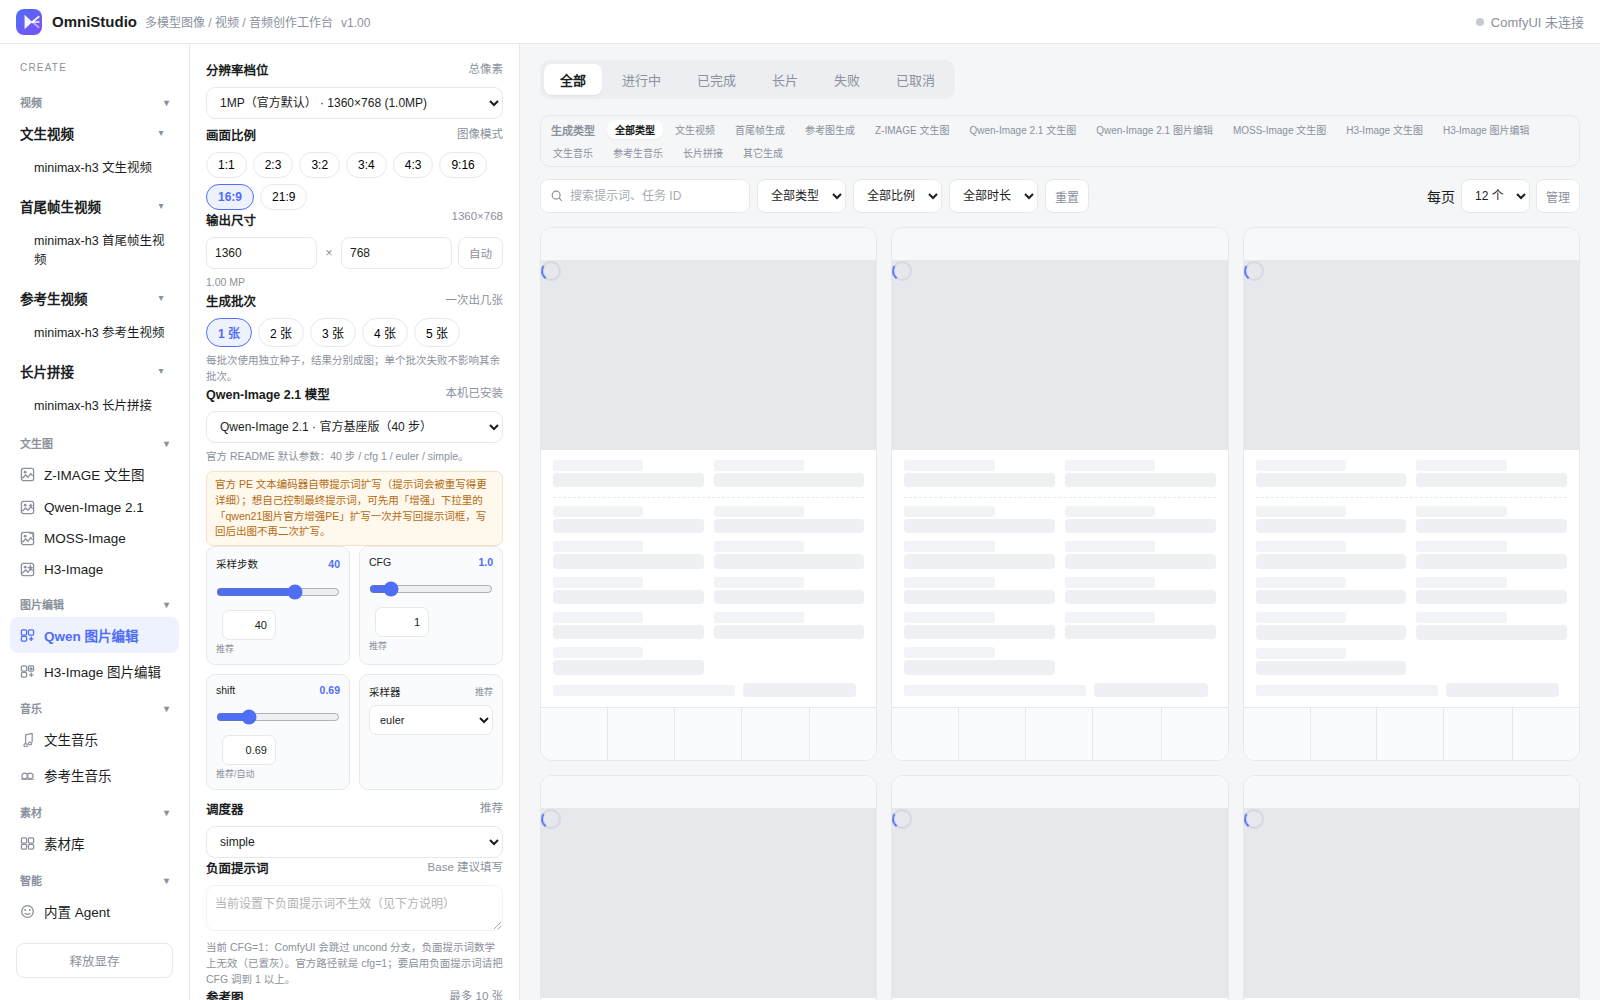 OmniStudio 多模型图像 / 视频 / 音频创作工作台 v1.00
ComfyUI 未连接
CREATE
视频
文生视频
minimax-h3 文生视频
首尾帧生视频
minimax-h3 首尾帧生视
频
参考生视频
minimax-h3 参考生视频
长片拼接
minimax-h3 长片拼接
文生图
Z-IMAGE 文生图
Qwen-Image 2.1
MOSS-Image
H3-Image
图片编辑
Qwen 图片编辑
H3-Image 图片编辑
音乐
文生音乐
参考生音乐
素材
素材库
智能
内置 Agent
释放显存
分辨率档位 总像素
1MP（官方默认） · 1360×768 (1.0MP)
画面比例 图像模式
1:1 2:3 3:2 3:4 4:3 9:16
16:9 21:9
输出尺寸 1360×768
1360 × 768 自动
1.00 MP
生成批次 一次出几张
1 张 2 张 3 张 4 张 5 张
每批次使用独立种子，结果分别成图；单个批次失败不影响其余
批次。
Qwen-Image 2.1 模型 本机已安装
Qwen-Image 2.1 · 官方基座版（40 步）
官方 README 默认参数：40 步 / cfg 1 / euler / simple。
官方 PE 文本编码器自带提示词扩写（提示词会被重写得更
详细）；想自己控制最终提示词，可先用「增强」下拉里的
「qwen21图片官方增强PE」扩写一次并写回提示词框，写
回后出图不再二次扩写。
采样步数 40
40
推荐
CFG 1.0
1
推荐
shift 0.69
0.69
推荐/自动
采样器 推荐
euler
调度器 推荐
simple
负面提示词 Base 建议填写
当前设置下负面提示词不生效（见下方说明）
当前 CFG=1：ComfyUI 会跳过 uncond 分支，负面提示词数学
上无效（已置灰）。官方路径就是 cfg=1；要启用负面提示词请把
CFG 调到 1 以上。
参考图 最多 10 张
全部 进行中 已完成 长片 失败 已取消
生成类型 全部类型 文生视频 首尾帧生成 参考图生成 Z-IMAGE 文生图 Qwen-Image 2.1 文生图 Qwen-Image 2.1 图片编辑 MOSS-Image 文生图 H3-Image 文生图 H3-Image 图片编辑
文生音乐 参考生音乐 长片拼接 其它生成
搜索提示词、任务 ID 全部类型 全部比例 全部时长 重置 每页 12 个 管理